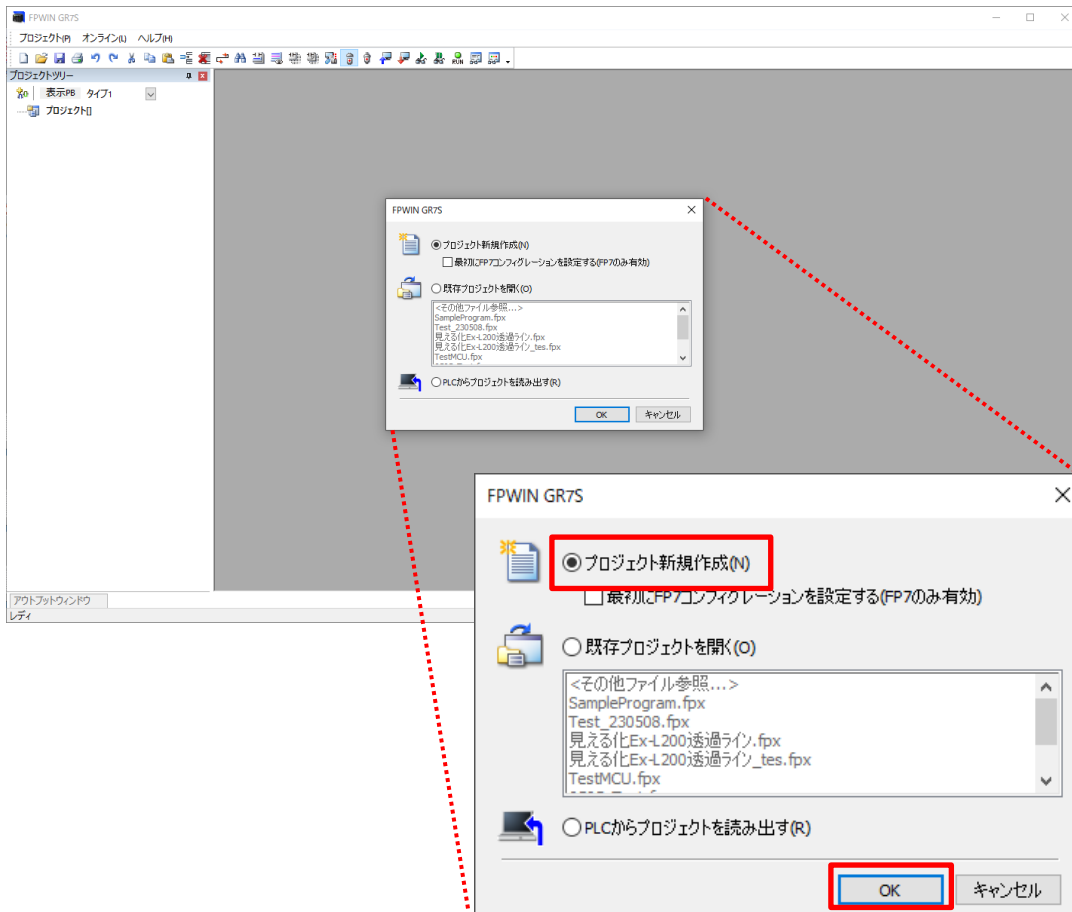 FPWIN GR7S
プロジェクト(P) オンライン(L) ヘルプ(H)
RUN
プロジェクトツリー
表示PB タイプ1
プロジェクト[]
FPWIN GR7S
プロジェクト新規作成(N)
最初にFP7コンフィグレーションを設定する(FP7のみ有効)
既存プロジェクトを開く(O)
<その他ファイル参照...>
SampleProgram.fpx
Test_230508.fpx
見える化Ex-L200透過ライン.fpx
見える化Ex-L200透過ライン_tes.fpx
TestMCU.fpx
PLCからプロジェクトを読み出す(R)
OK キャンセル
アウトプットウィンドウ
レディ
FPWIN GR7S
プロジェクト新規作成(N)
最初にFP7コンフィグレーションを設定する(FP7のみ有効)
既存プロジェクトを開く(O)
<その他ファイル参照...>
SampleProgram.fpx
Test_230508.fpx
見える化Ex-L200透過ライン.fpx
見える化Ex-L200透過ライン_tes.fpx
TestMCU.fpx
PLCからプロジェクトを読み出す(R)
OK キャンセル